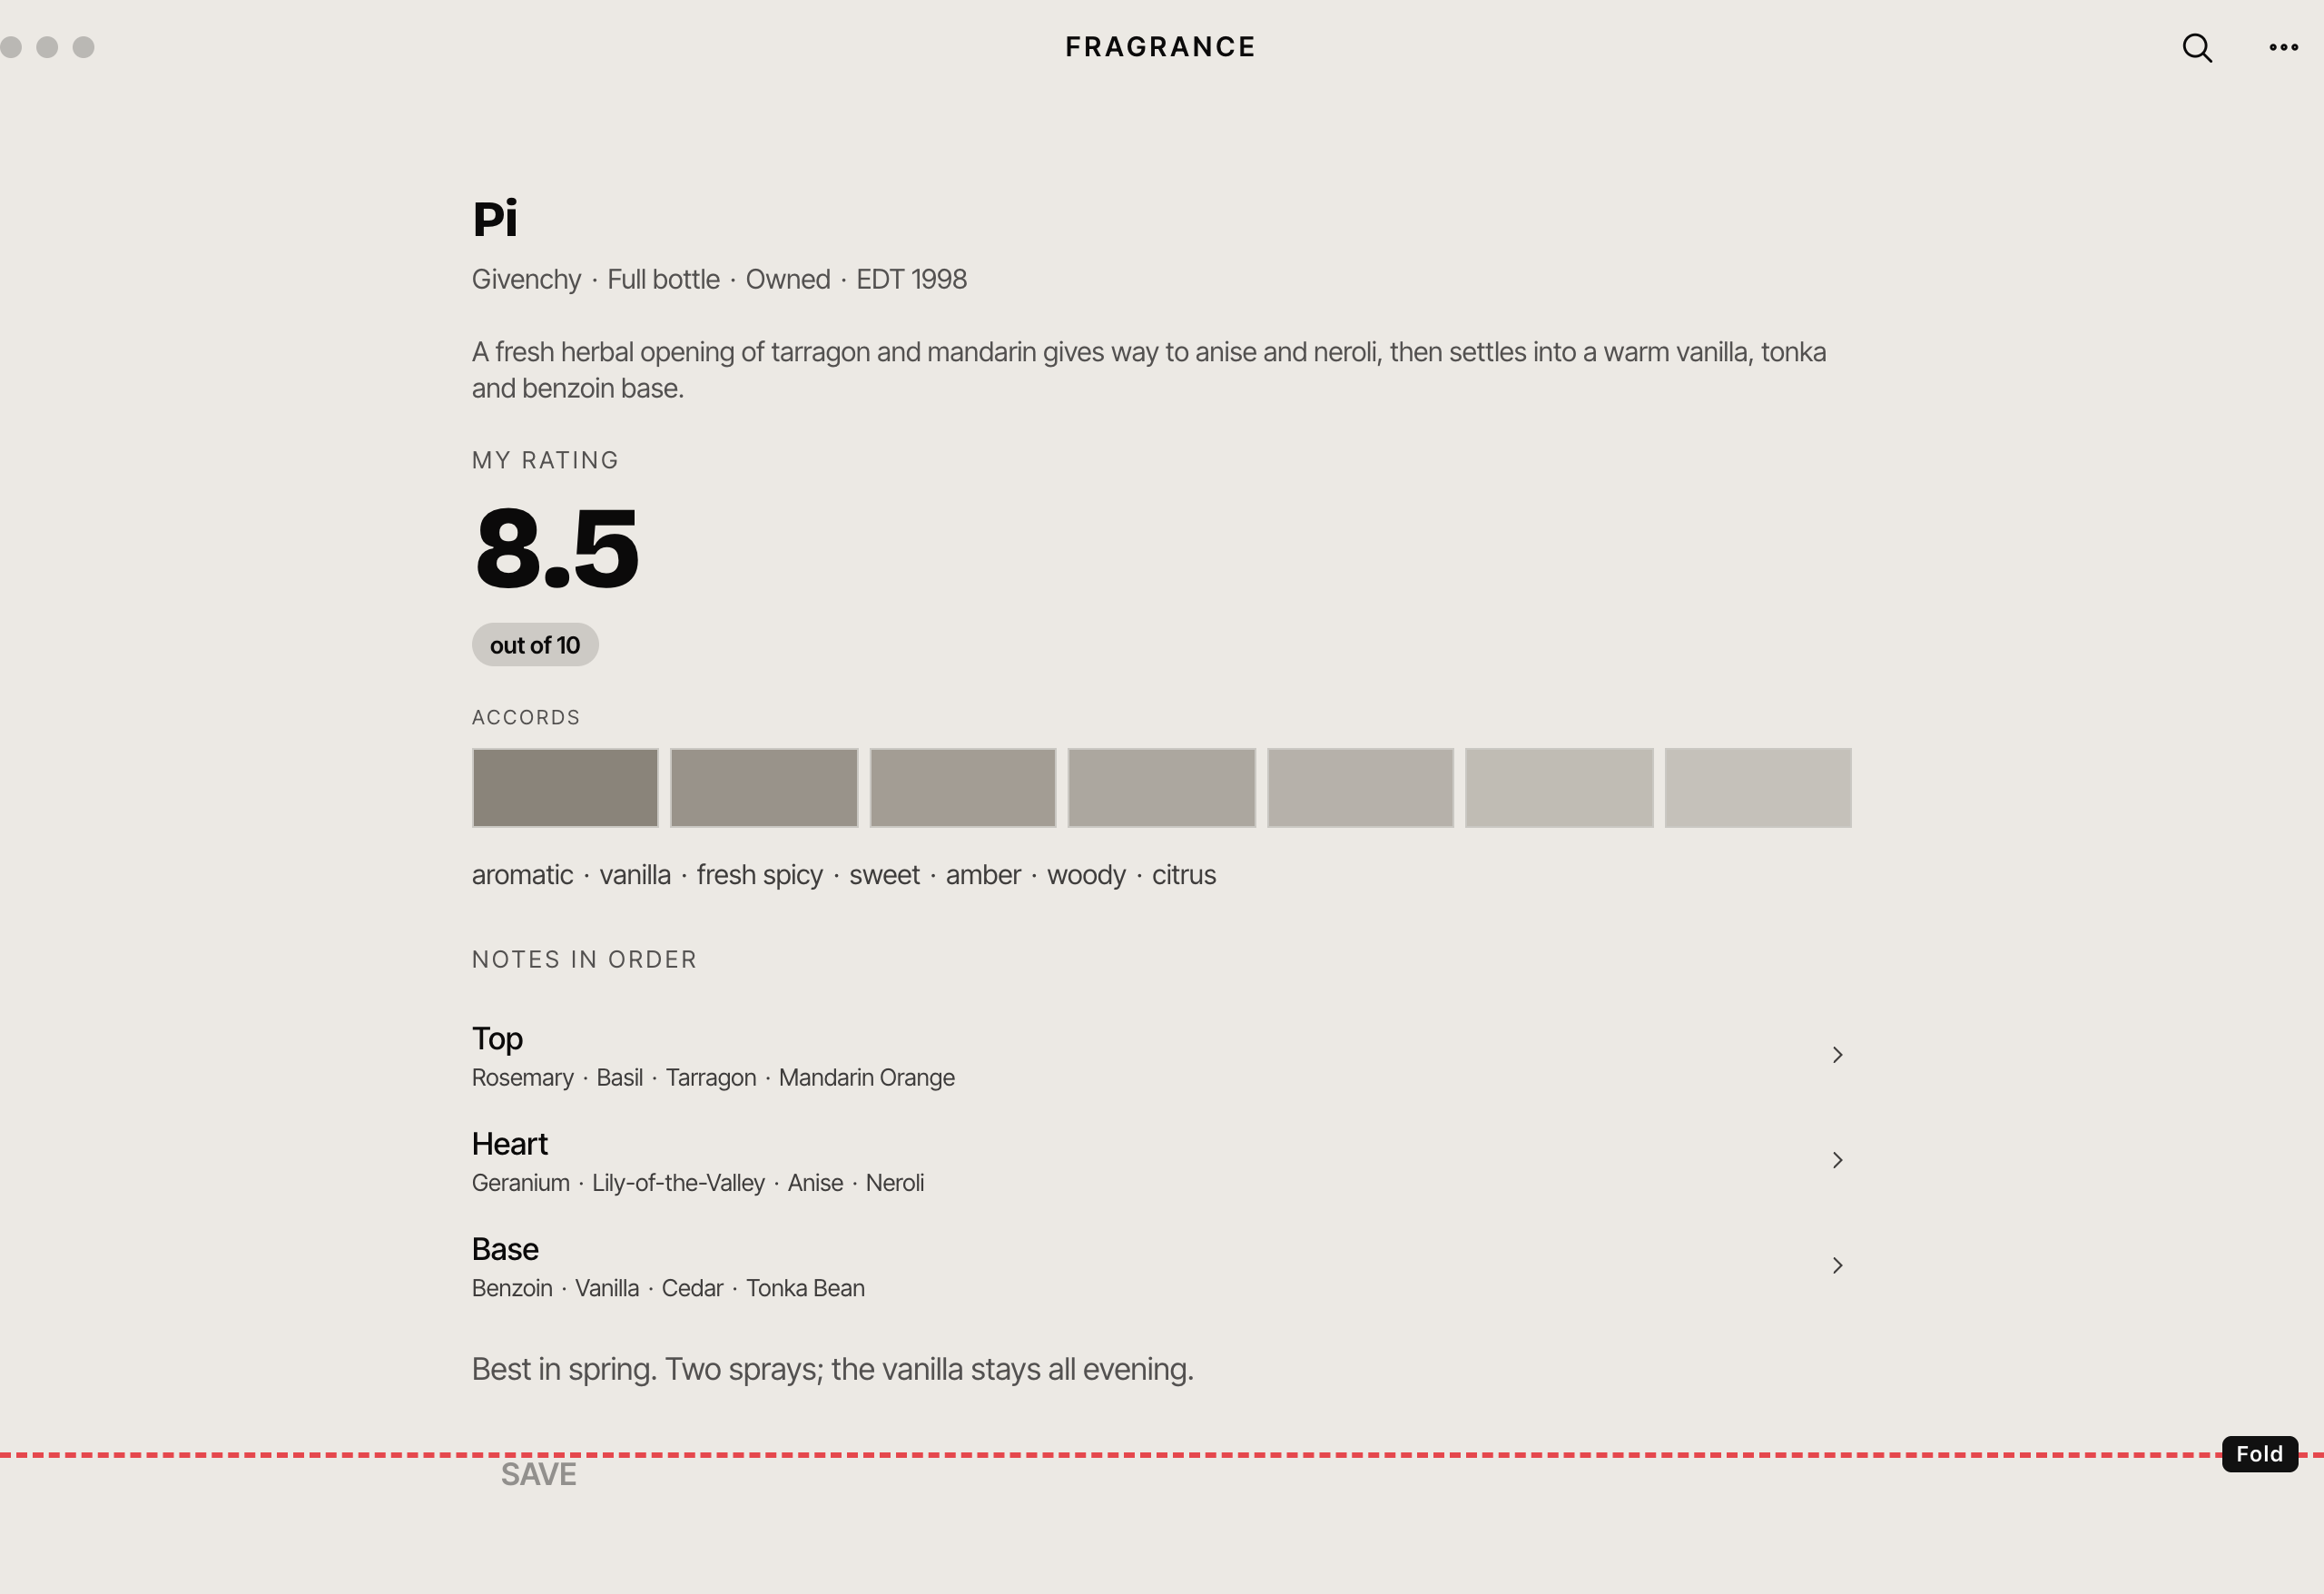 FRAGRANCE
Pi
Givenchy · Full bottle · Owned · EDT 1998
A fresh herbal opening of tarragon and mandarin gives way to anise and neroli, then settles into a warm vanilla, tonka
and benzoin base.
MY RATING
8.5
out of 10
ACCORDS
aromatic · vanilla · fresh spicy · sweet · amber · woody · citrus
NOTES IN ORDER
Top
Rosemary · Basil · Tarragon · Mandarin Orange
Heart
Geranium · Lily-of-the-Valley · Anise · Neroli
Base
Benzoin · Vanilla · Cedar · Tonka Bean
Best in spring. Two sprays; the vanilla stays all evening.
Fold
SAVE